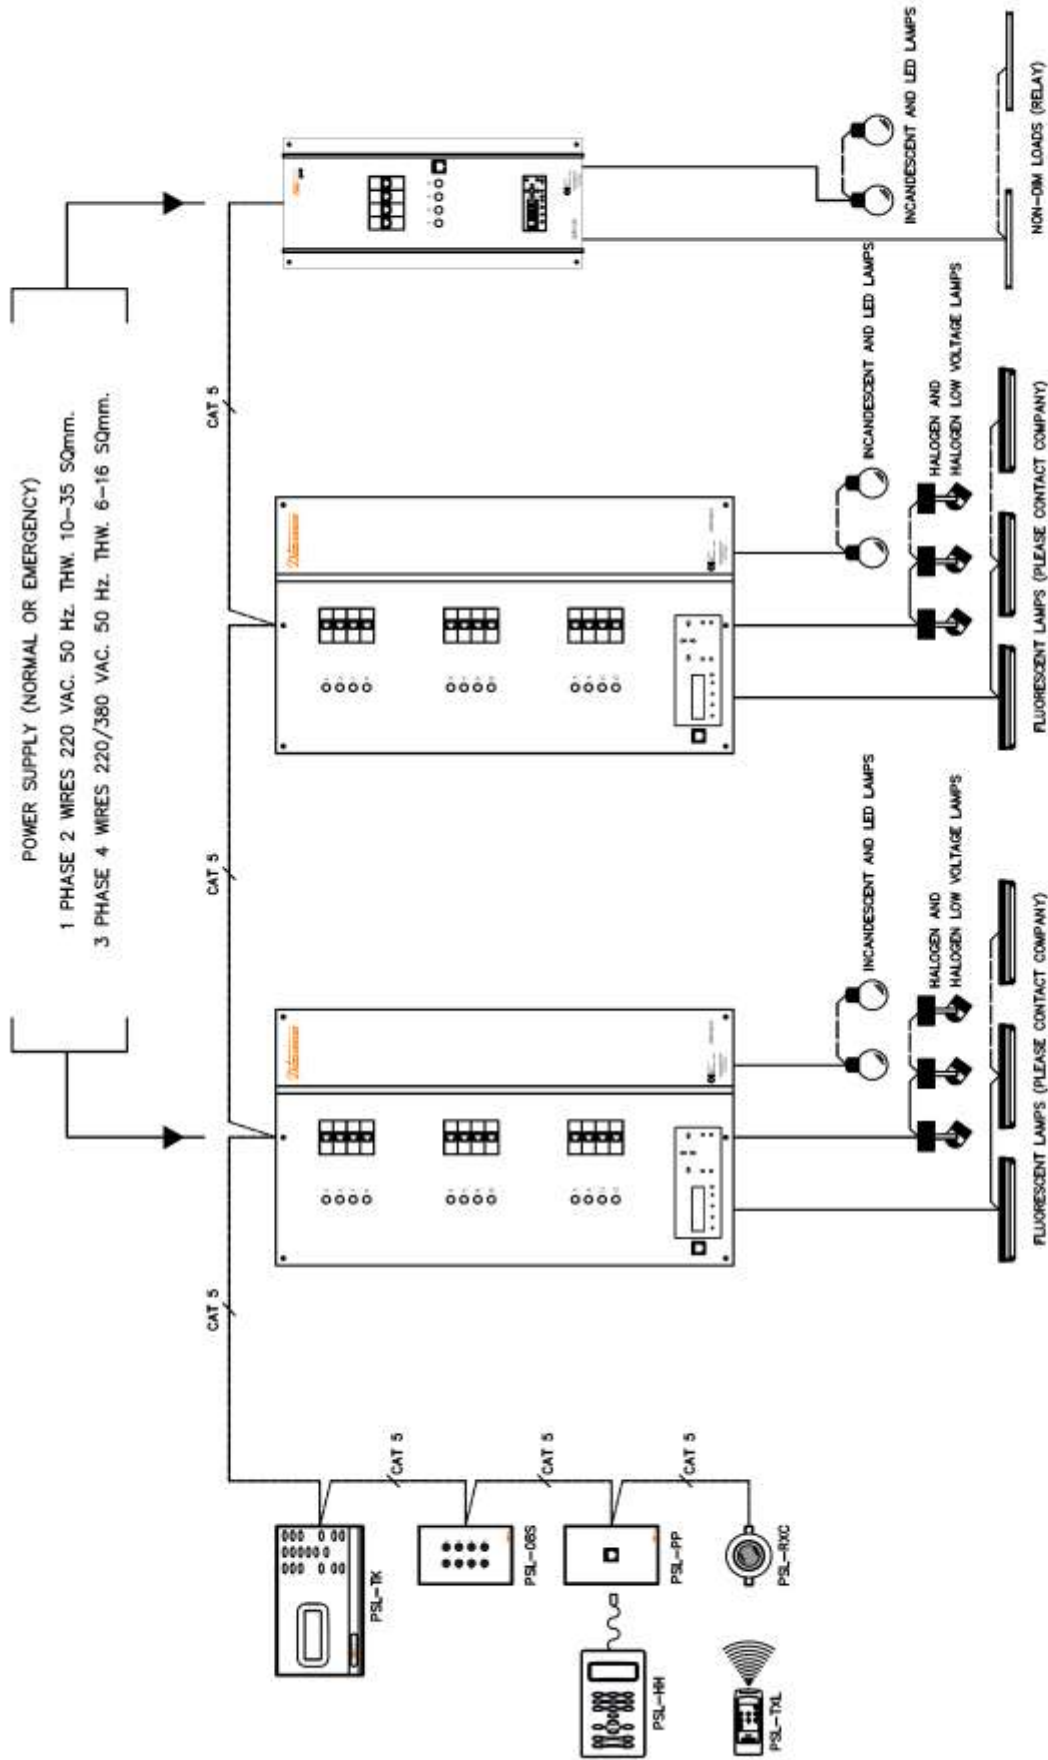 POWER SUPPLY (NORMAL OR EMERGENCY)
1 PHASE 2 WIRES 220 VAC. 50 Hz. THW. 10-35 SQmm.
3 PHASE 4 WIRES 220/380 VAC. 50 Hz. THW. 6-16 SQmm.
CAT 5
CAT 5
CAT 5
CAT 5
CAT 5
CAT 5
PSL-TK
PSL-08S
PSL-PP
PSL-HH
PSL-RXC
PSL-TXL
INCANDESCENT AND LED LAMPS
HALOGEN AND
HALOGEN LOW VOLTAGE LAMPS
FLUORESCENT LAMPS (PLEASE CONTACT COMPANY)
INCANDESCENT AND LED LAMPS
HALOGEN AND
HALOGEN LOW VOLTAGE LAMPS
FLUORESCENT LAMPS (PLEASE CONTACT COMPANY)
INCANDESCENT AND LED LAMPS
NON-DIM LOADS (RELAY)